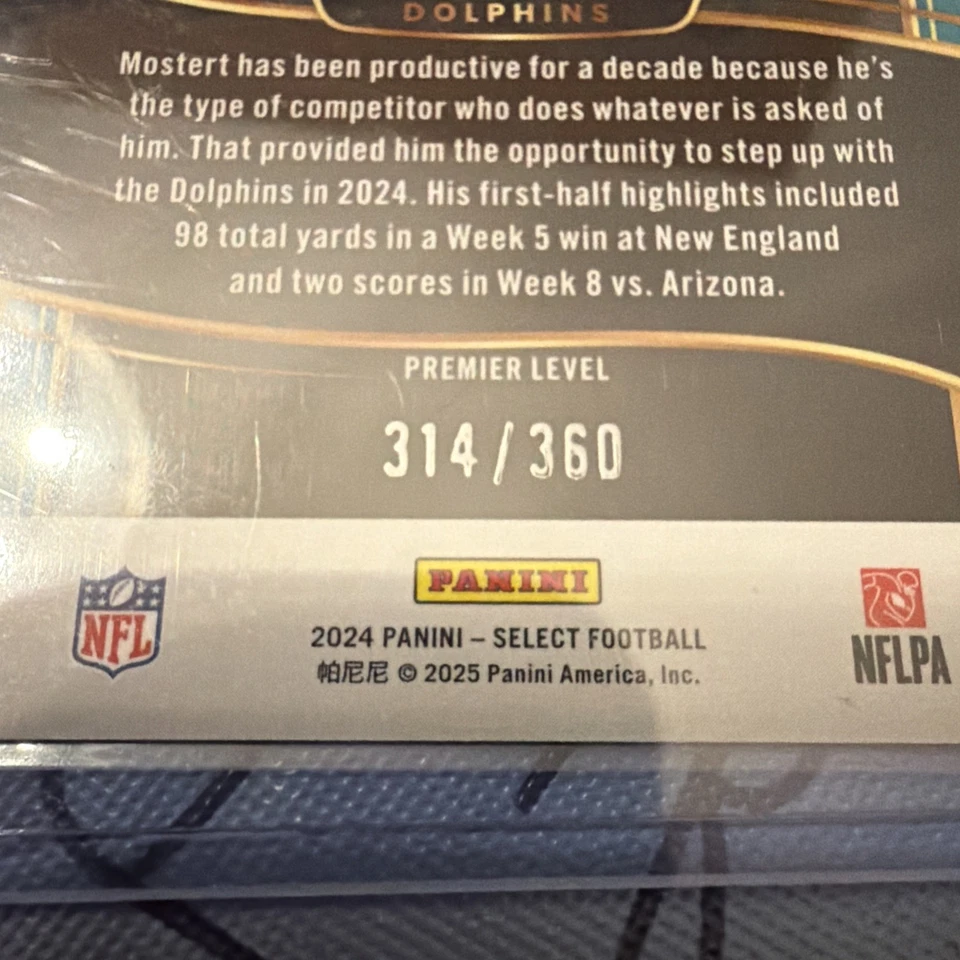 DOLPHINS
Mostert has been productive for a decade because he's
the type of competitor who does whatever is asked of
him. That provided him the opportunity to step up with
the Dolphins in 2024. His first-half highlights included
98 total yards in a Week 5 win at New England
and two scores in Week 8 vs. Arizona.
PREMIER LEVEL
314/360
NFL
PANINI
2024 PANINI – SELECT FOOTBALL
帕尼尼 © 2025 Panini America, Inc.
NFLPA